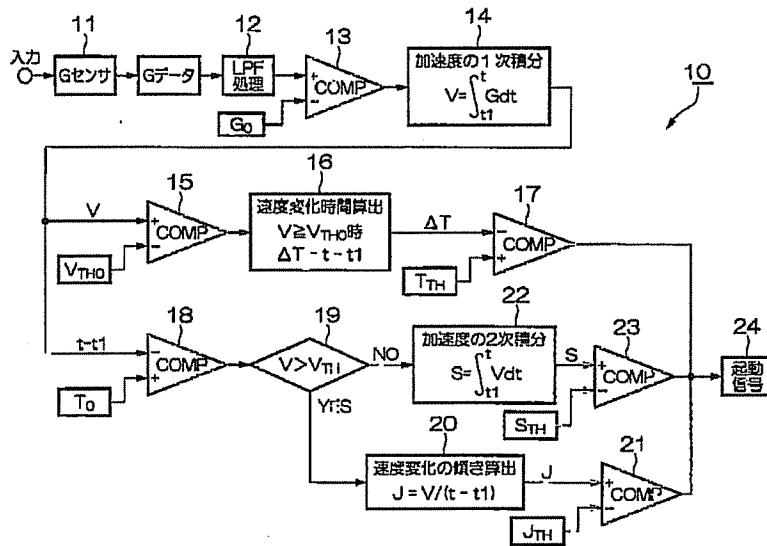 11
12
13
14
10
入力
Gセンサ
Gデータ
LPF
処理
+
−
COMP
G₀
加速度の1次積分
V=∫t1^t Gdt
15
16
17
V
+
−
COMP
VTH0
速度変化時間算出
V≧VTH0時
ΔT−t−t1
ΔT
−
+
COMP
TTH
18
19
22
23
24
t−t1
−
+
COMP
T₀
V>VTH
NO
YES
加速度の2次積分
S=∫t1^t Vdt
S
+
−
COMP
STH
起動
信号
20
21
速度変化の傾き算出
J=V/(t−t1)
J
+
−
COMP
JTH